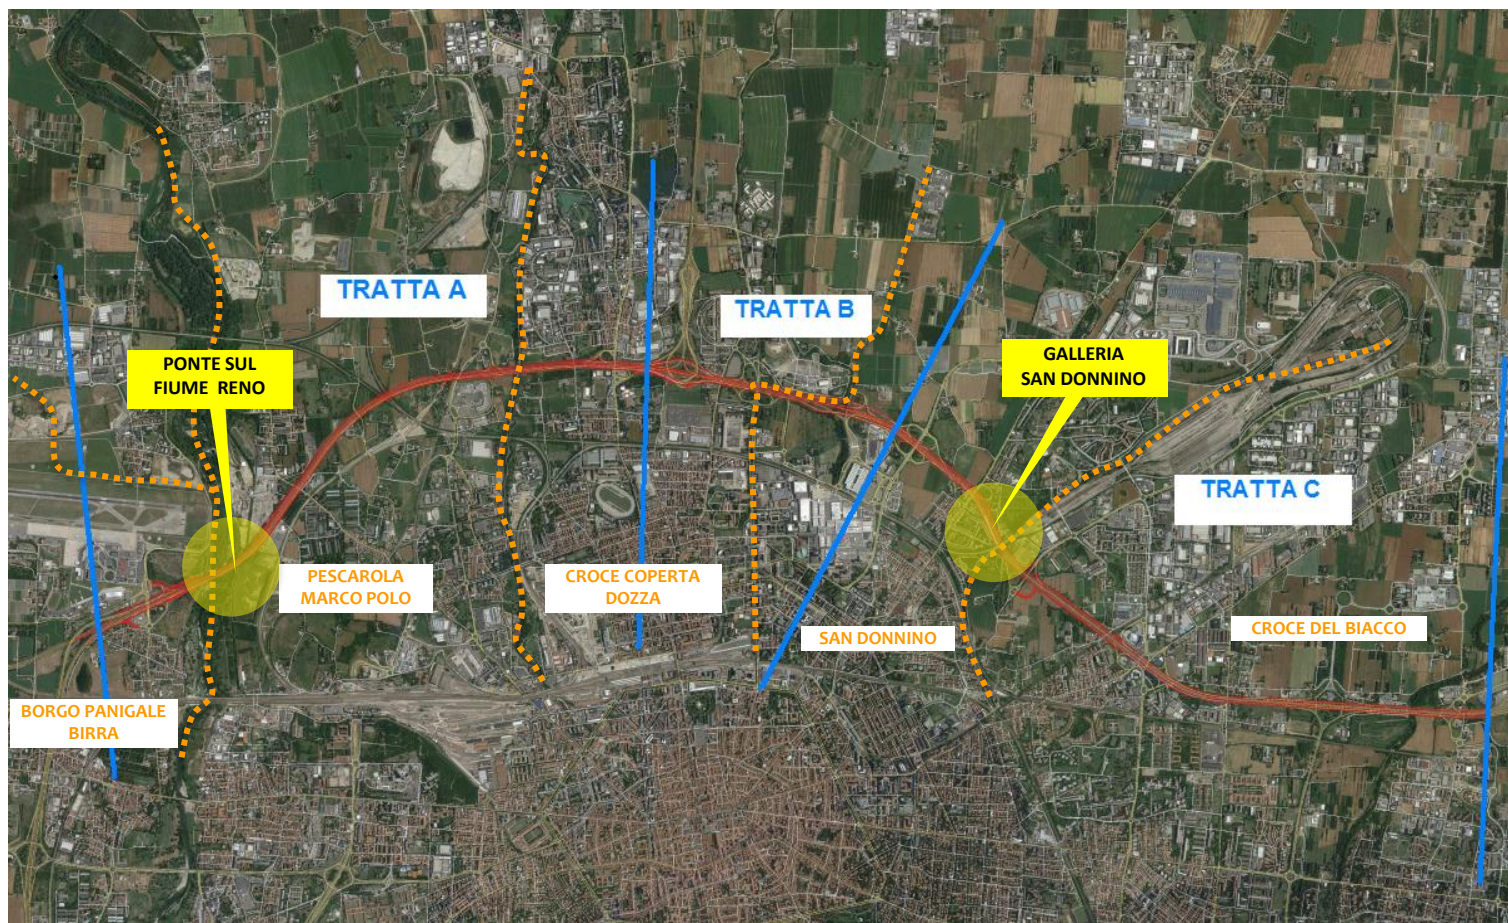 TRATTA A
TRATTA B
PONTE SUL
FIUME RENO
GALLERIA
SAN DONNINO
TRATTA C
PESCAROLA
MARCO POLO
CROCE COPERTA
DOZZA
SAN DONNINO
CROCE DEL BIACCO
BORGO PANIGALE
BIRRA